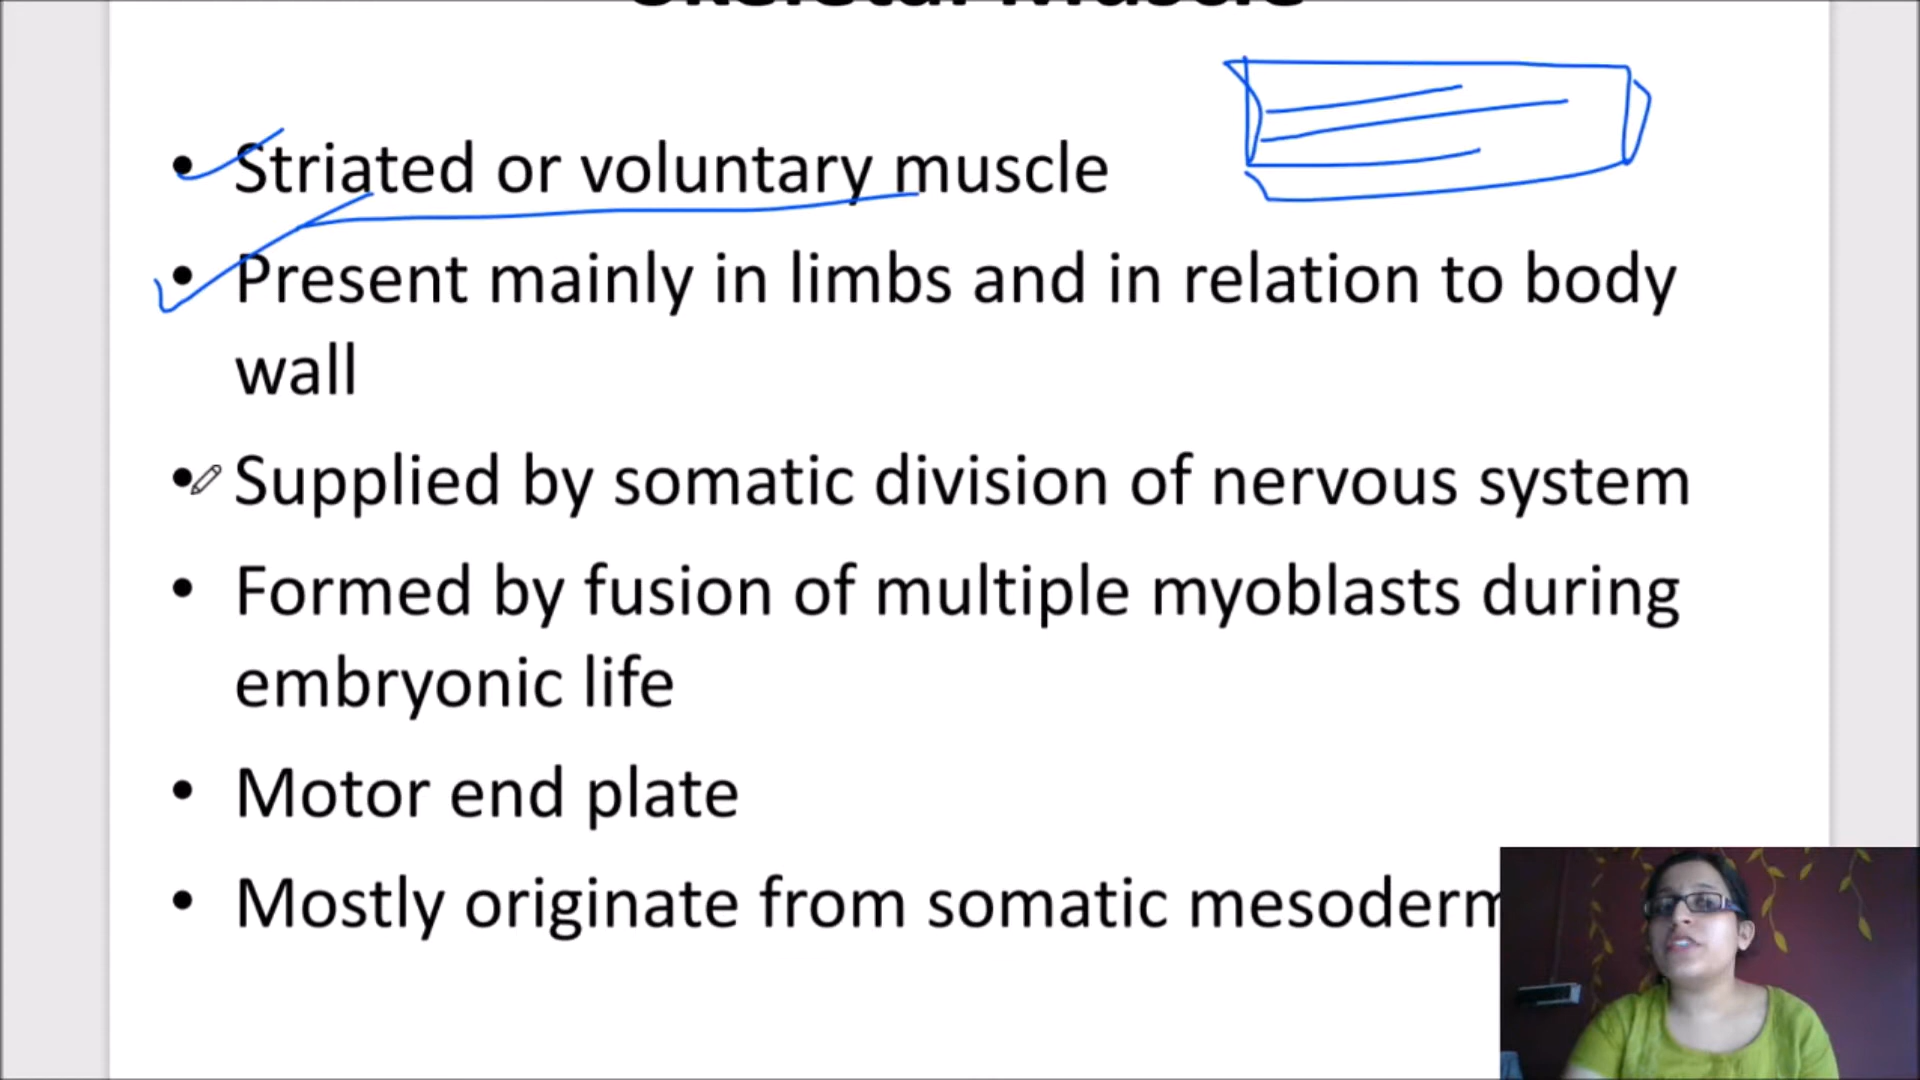 Skeletal Muscle
• Striated or voluntary muscle
• Present mainly in limbs and in relation to body
wall
• Supplied by somatic division of nervous system
• Formed by fusion of multiple myoblasts during
embryonic life
• Motor end plate
• Mostly originate from somatic mesoderm